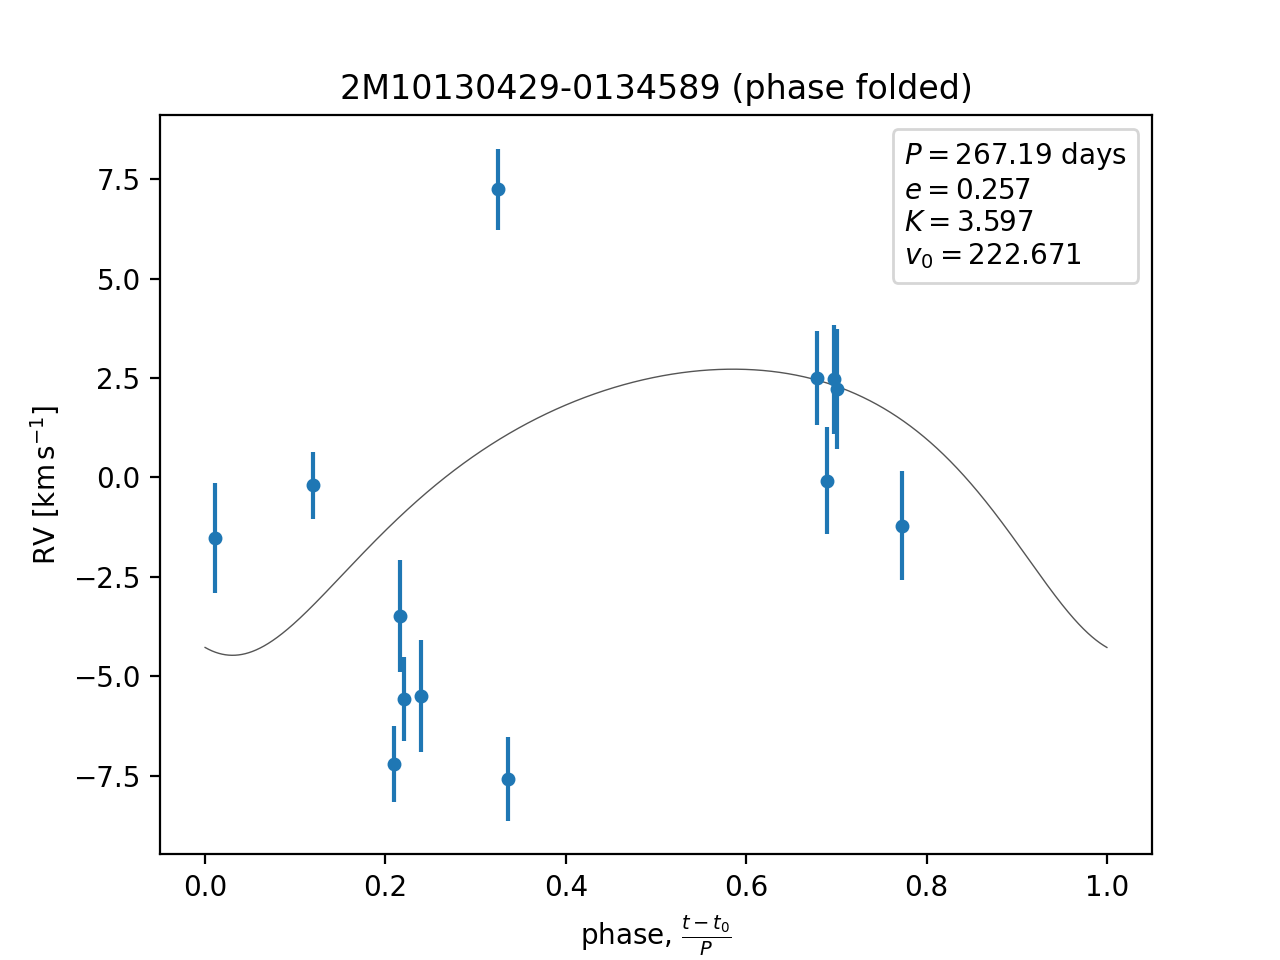 2M10130429-0134589 (phase folded)
P = 267.19 days
e = 0.257
K = 3.597
v₀ = 222.671
RV [km s⁻¹]
7.5
5.0
2.5
0.0
−2.5
−5.0
−7.5
0.0 0.2 0.4 0.6 0.8 1.0
phase, (t − t₀)/P